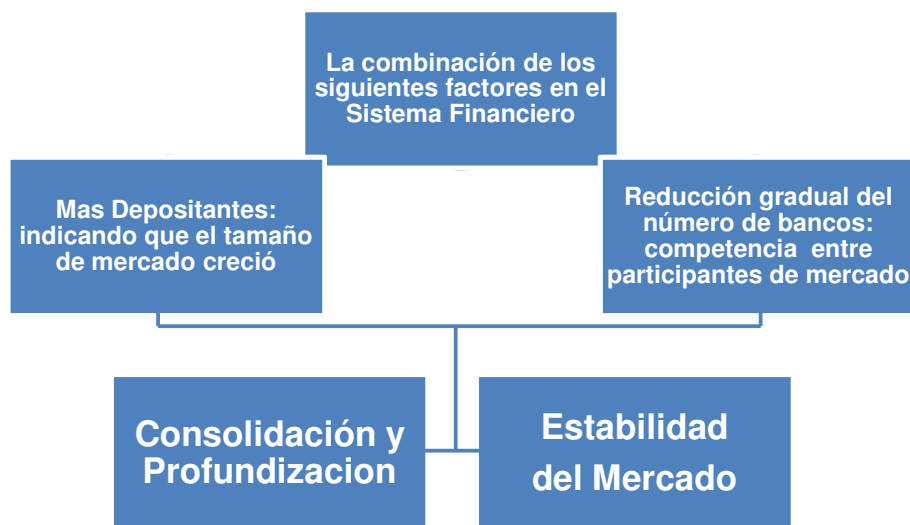 La combinación de los
siguientes factores en el
Sistema Financiero
Mas Depositantes:
indicando que el tamaño
de mercado creció
Reducción gradual del
número de bancos:
competencia entre
participantes de mercado
Consolidación y
Profundizacion
Estabilidad
del Mercado